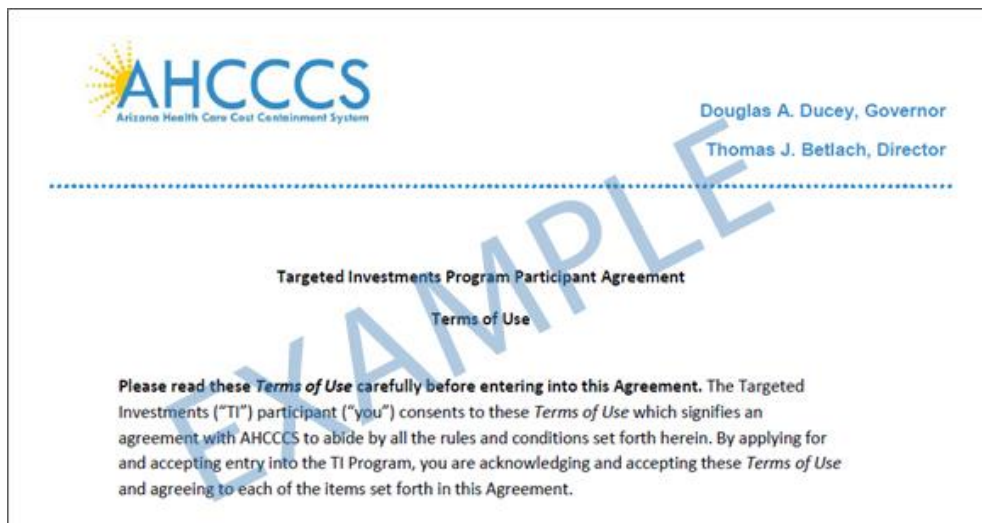 AHCCCS
Arizona Health Care Cost Containment System
Douglas A. Ducey, Governor
Thomas J. Betlach, Director
EXAMPLE
Targeted Investments Program Participant Agreement
Terms of Use
Please read these Terms of Use carefully before entering into this Agreement. The Targeted
Investments (“TI”) participant (“you”) consents to these Terms of Use which signifies an
agreement with AHCCCS to abide by all the rules and conditions set forth herein. By applying for
and accepting entry into the TI Program, you are acknowledging and accepting these Terms of Use
and agreeing to each of the items set forth in this Agreement.